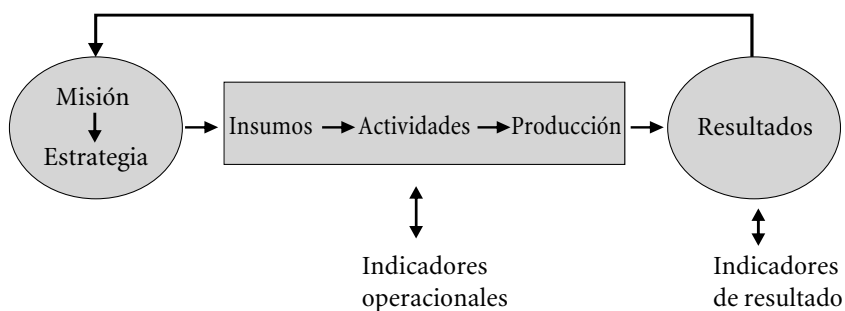 Misión
Estrategia
Insumos
Actividades
Producción
Resultados
Indicadores
operacionales
Indicadores
de resultado